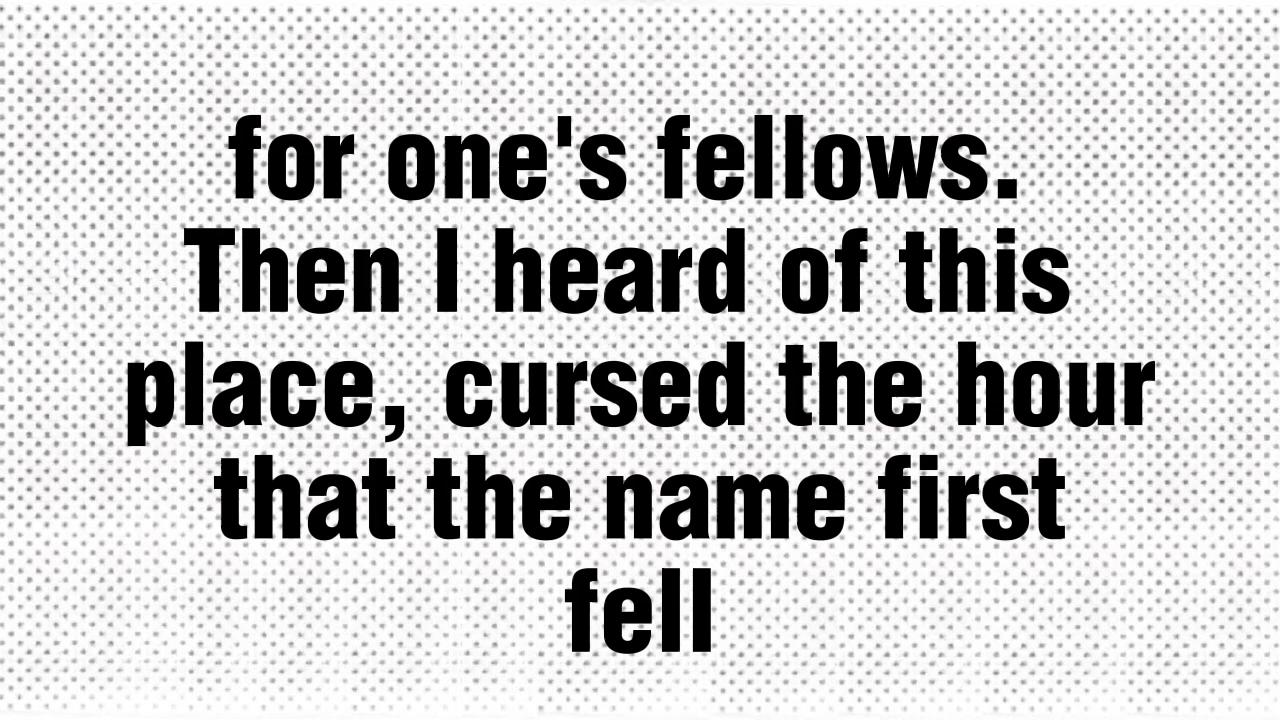 for one's fellows.
Then I heard of this
place, cursed the hour
that the name first
fell